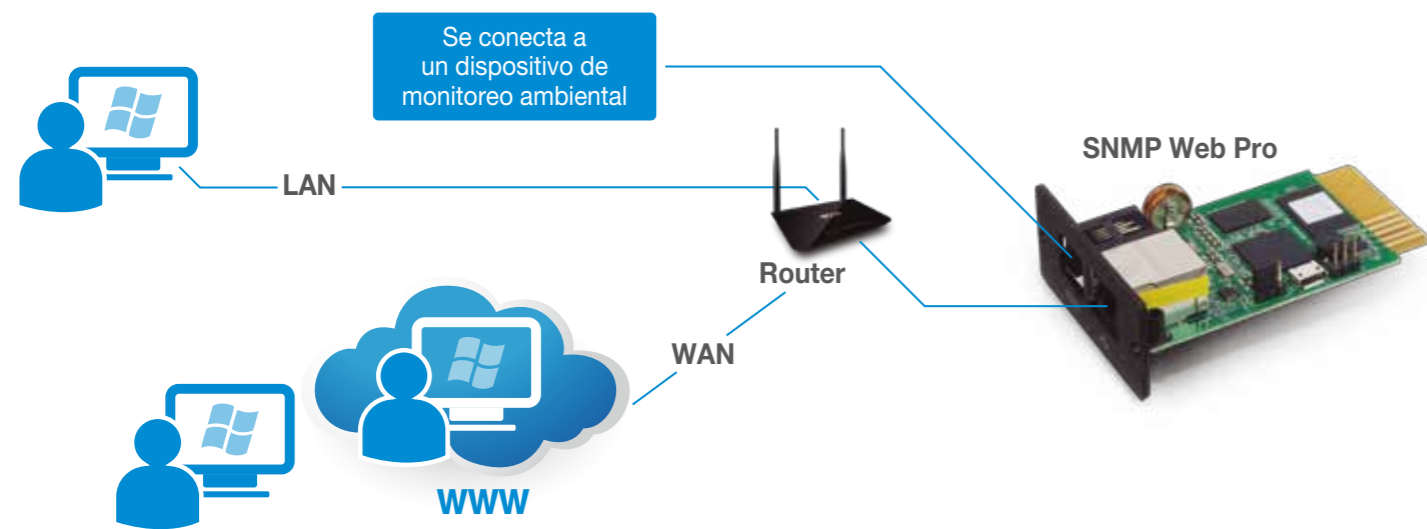 Se conecta a
un dispositivo de
monitoreo ambiental
SNMP Web Pro
LAN
Router
WAN
WWW